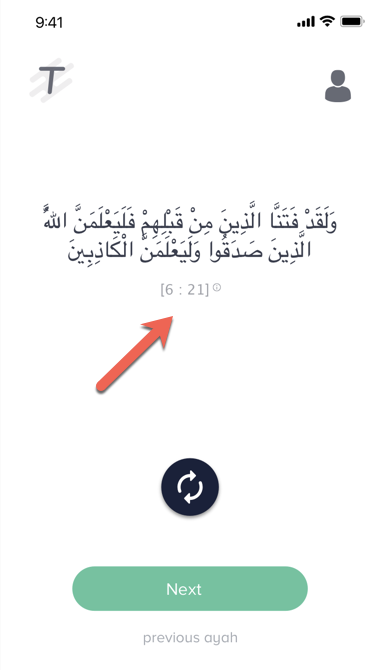 9:41
T
وَلَقَدْ فَتَنَّا الَّذِينَ مِنْ قَبْلِهِمْ فَلَيَعْلَمَنَّ اللَّهُ
الَّذِينَ صَدَقُوا وَلَيَعْلَمَنَّ الْكَاذِبِينَ
[6 : 21]
Next
previous ayah